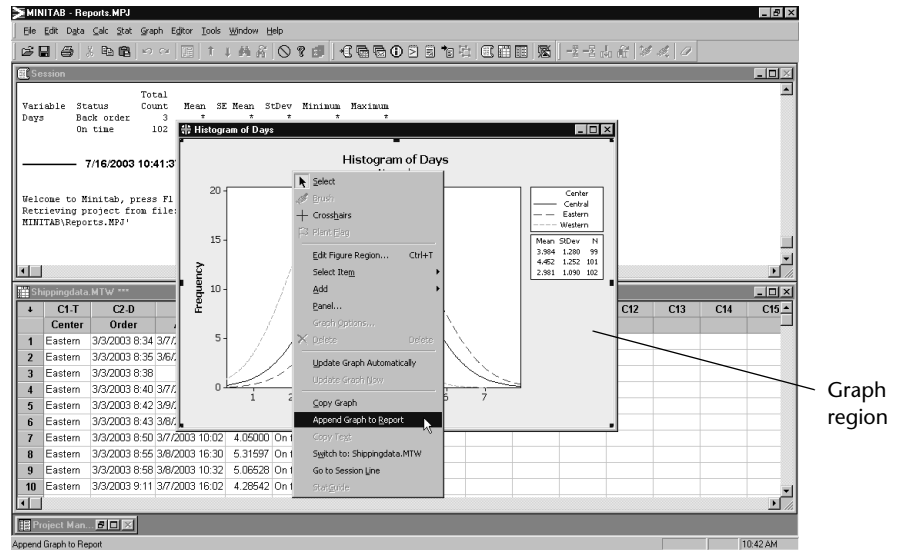 MINITAB - Reports.MPJ
File Edit Data Calc Stat Graph Editor Tools Window Help
Session
Total
Variable Status Count Mean SE Mean StDev Minimum Maximum
Days Back order 3 * * * * *
On time 102
7/16/2003 10:41:3
Welcome to Minitab, press F1
Retrieving project from file:
MINITAB\Reports.MPJ'
Histogram of Days
Histogram of Days
Frequency
20
15
10
5
0
1 2 6 7
Center
Central
Eastern
Western
Mean StDev N
3.984 1.280 99
4.452 1.252 101
2.981 1.090 102
Select
Brush
Crosshairs
Plant Flag
Edit Figure Region... Ctrl+T
Select Item
Add
Panel...
Graph Options...
Delete Delete
Update Graph Automatically
Update Graph Now
Copy Graph
Append Graph to Report
Copy Text
Switch to: Shippingdata.MTW
Go to Session Line
StatGuide
Graph
region
Shippingdata.MTW ***
C1-T C2-D C12 C13 C14 C15
Center Order
1 Eastern 3/3/2003 8:34 3/7/
2 Eastern 3/3/2003 8:35 3/6/
3 Eastern 3/3/2003 8:38
4 Eastern 3/3/2003 8:40 3/7/
5 Eastern 3/3/2003 8:42 3/9/
6 Eastern 3/3/2003 8:43 3/8/
7 Eastern 3/3/2003 8:50 3/7/2003 10:02 4.05000 On t
8 Eastern 3/3/2003 8:55 3/8/2003 16:30 5.31597 On t
9 Eastern 3/3/2003 8:58 3/8/2003 10:32 5.06528 On t
10 Eastern 3/3/2003 9:11 3/7/2003 16:02 4.28542 On t
Project Man...
Append Graph to Report
10:42 AM